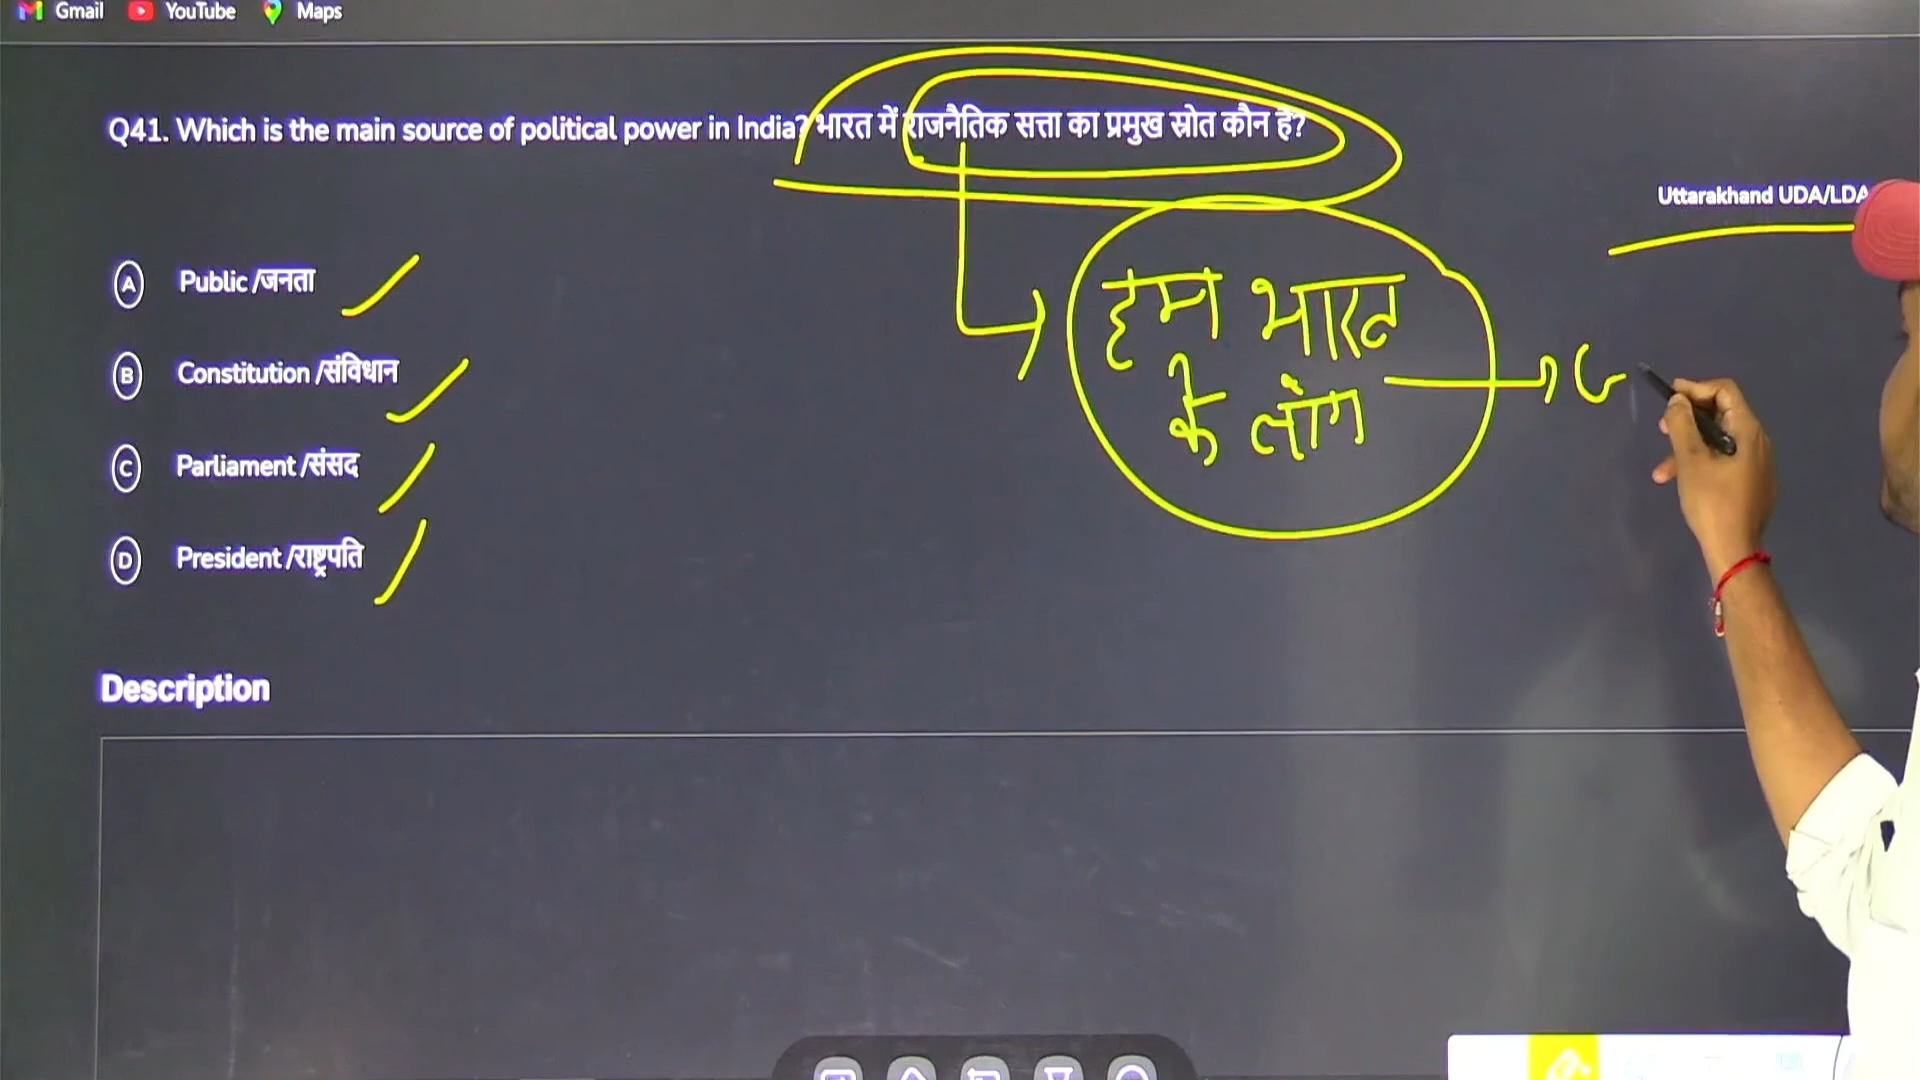 Gmail YouTube Maps
Q41. Which is the main source of political power in India? भारत में राजनैतिक सत्ता का प्रमुख स्रोत कौन है?
Uttarakhand UDA/LDA
A Public /जनता
B Constitution /संविधान
C Parliament /संसद
D President /राष्ट्रपति
हम भारत
के लोग
Description